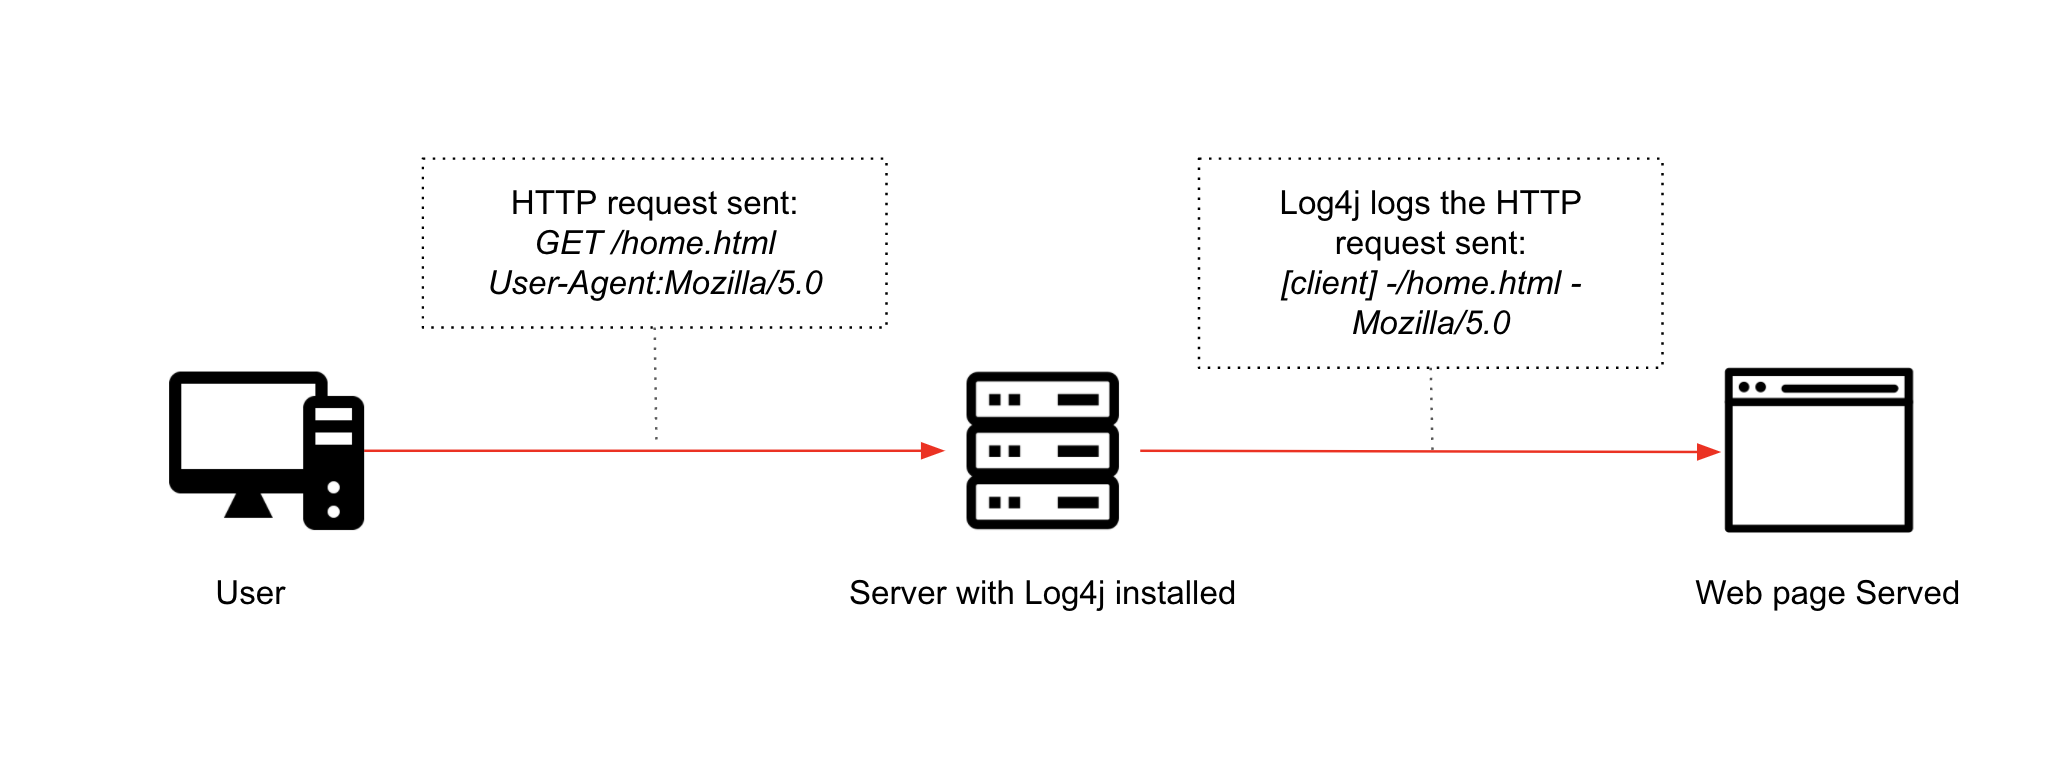 HTTP request sent:
GET /home.html
User-Agent:Mozilla/5.0
Log4j logs the HTTP
request sent:
[client] -/home.html -
Mozilla/5.0
User
Server with Log4j installed
Web page Served